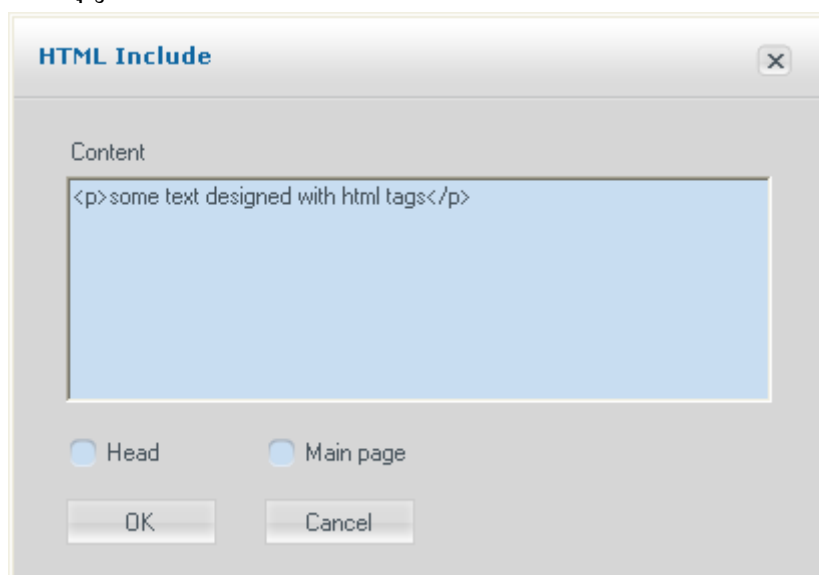 HTML Include
Content
<p>some text designed with html tags</p>
Head
Main page
OK
Cancel